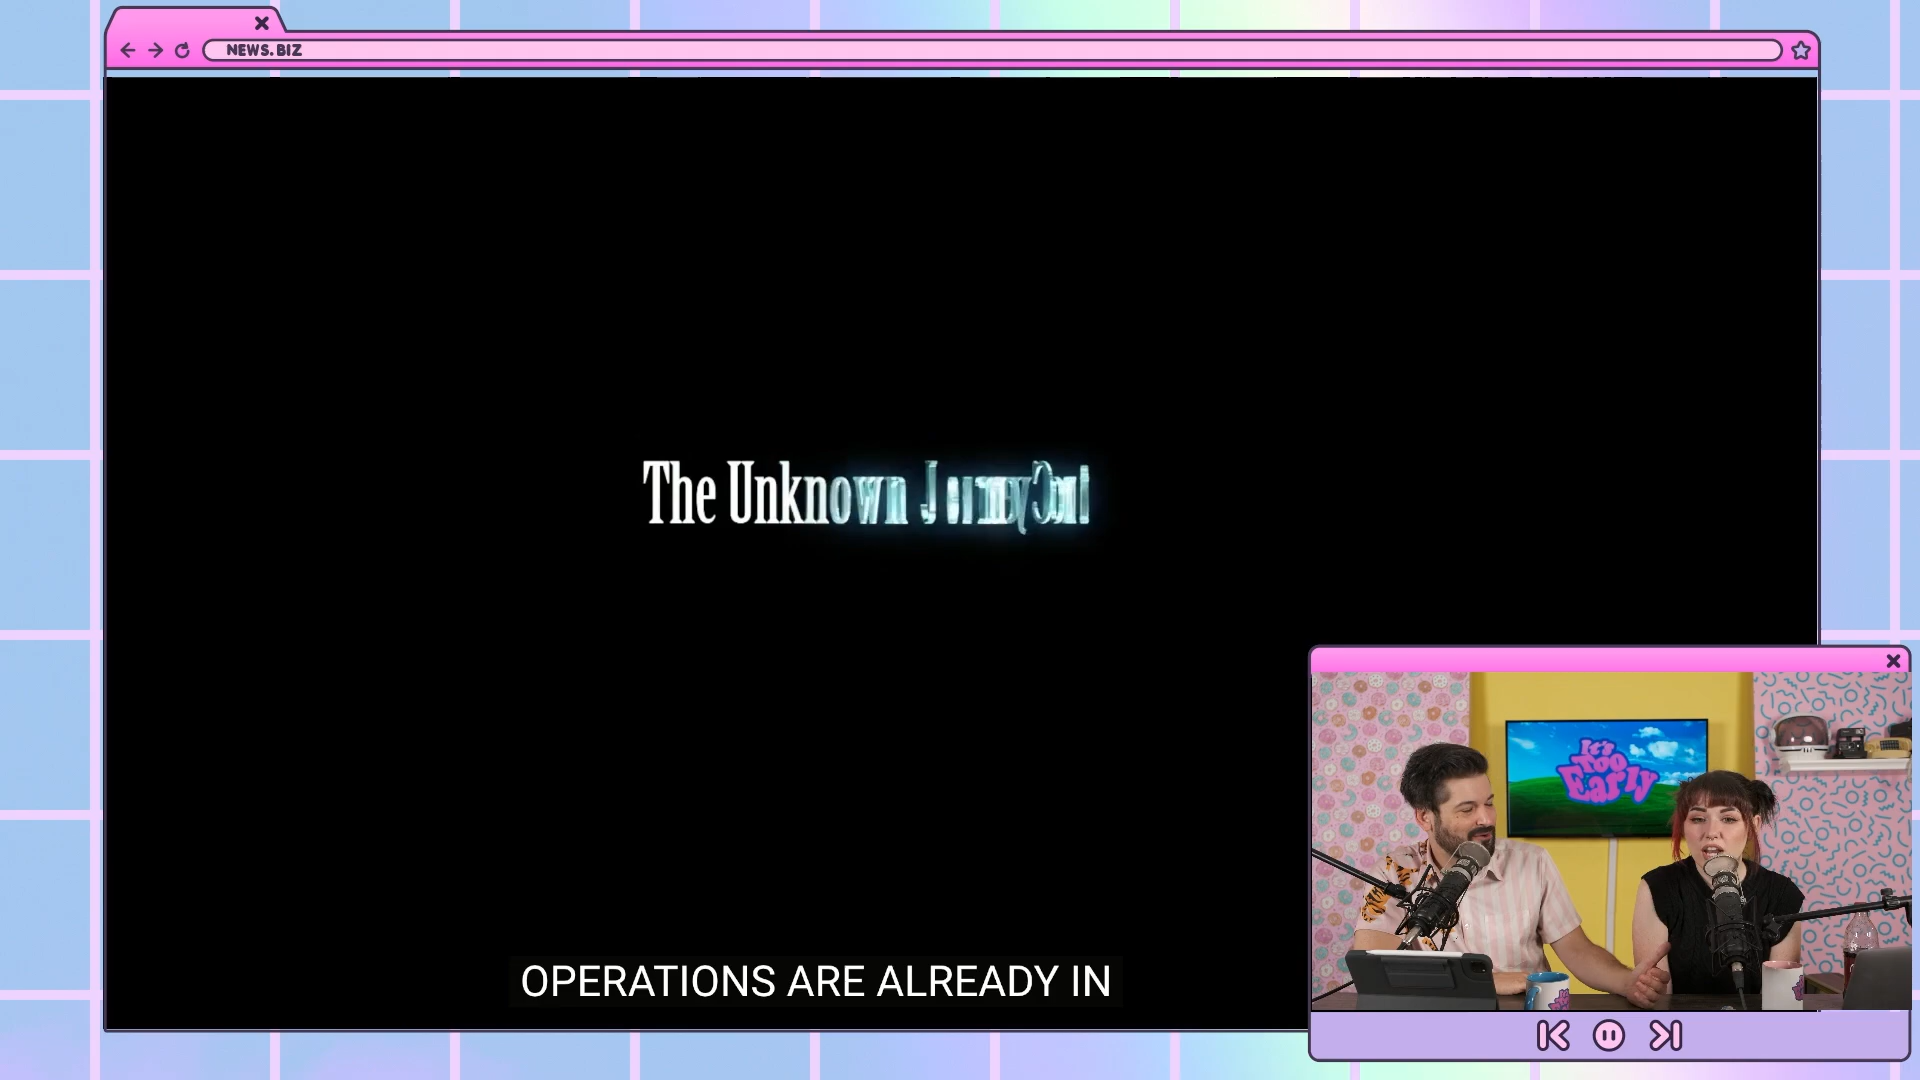 NEWS.BIZ
The Unknown
It's
Too
Early
OPERATIONS ARE ALREADY IN